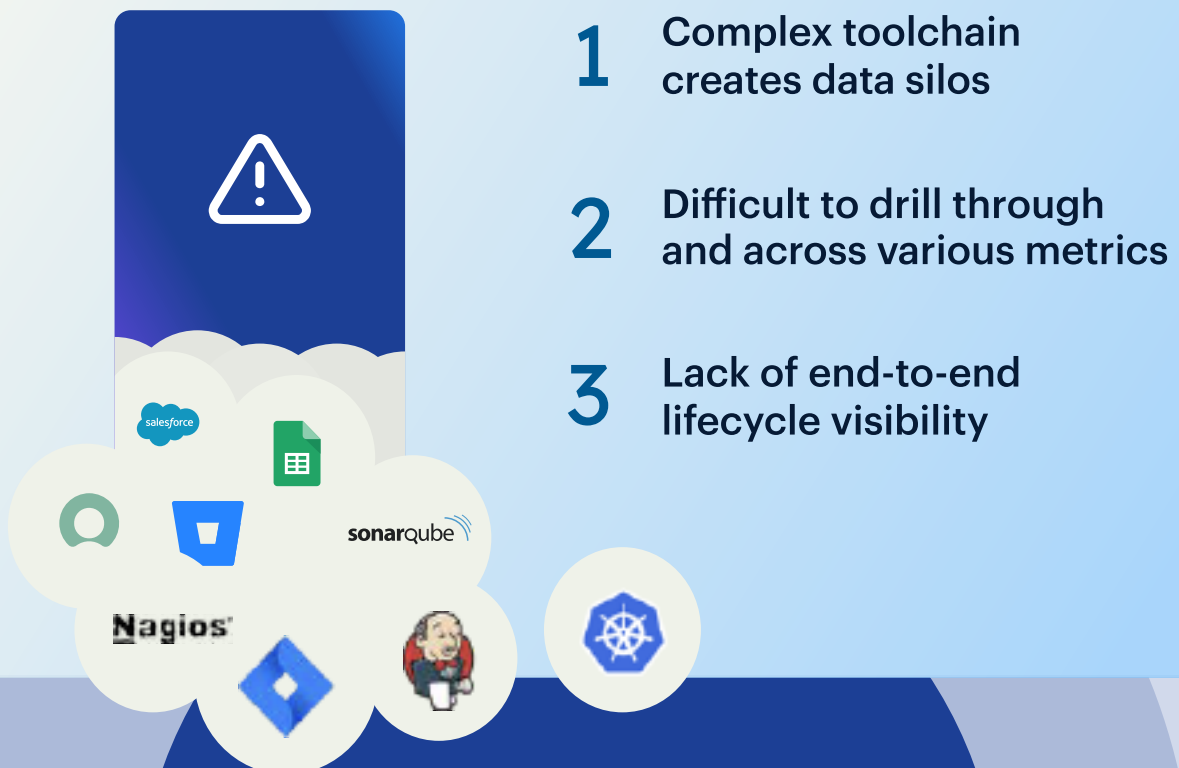 1
Complex toolchain
creates data silos
2
Difficult to drill through
and across various metrics
3
Lack of end-to-end
lifecycle visibility
salesforce
sonarqube
Nagios®